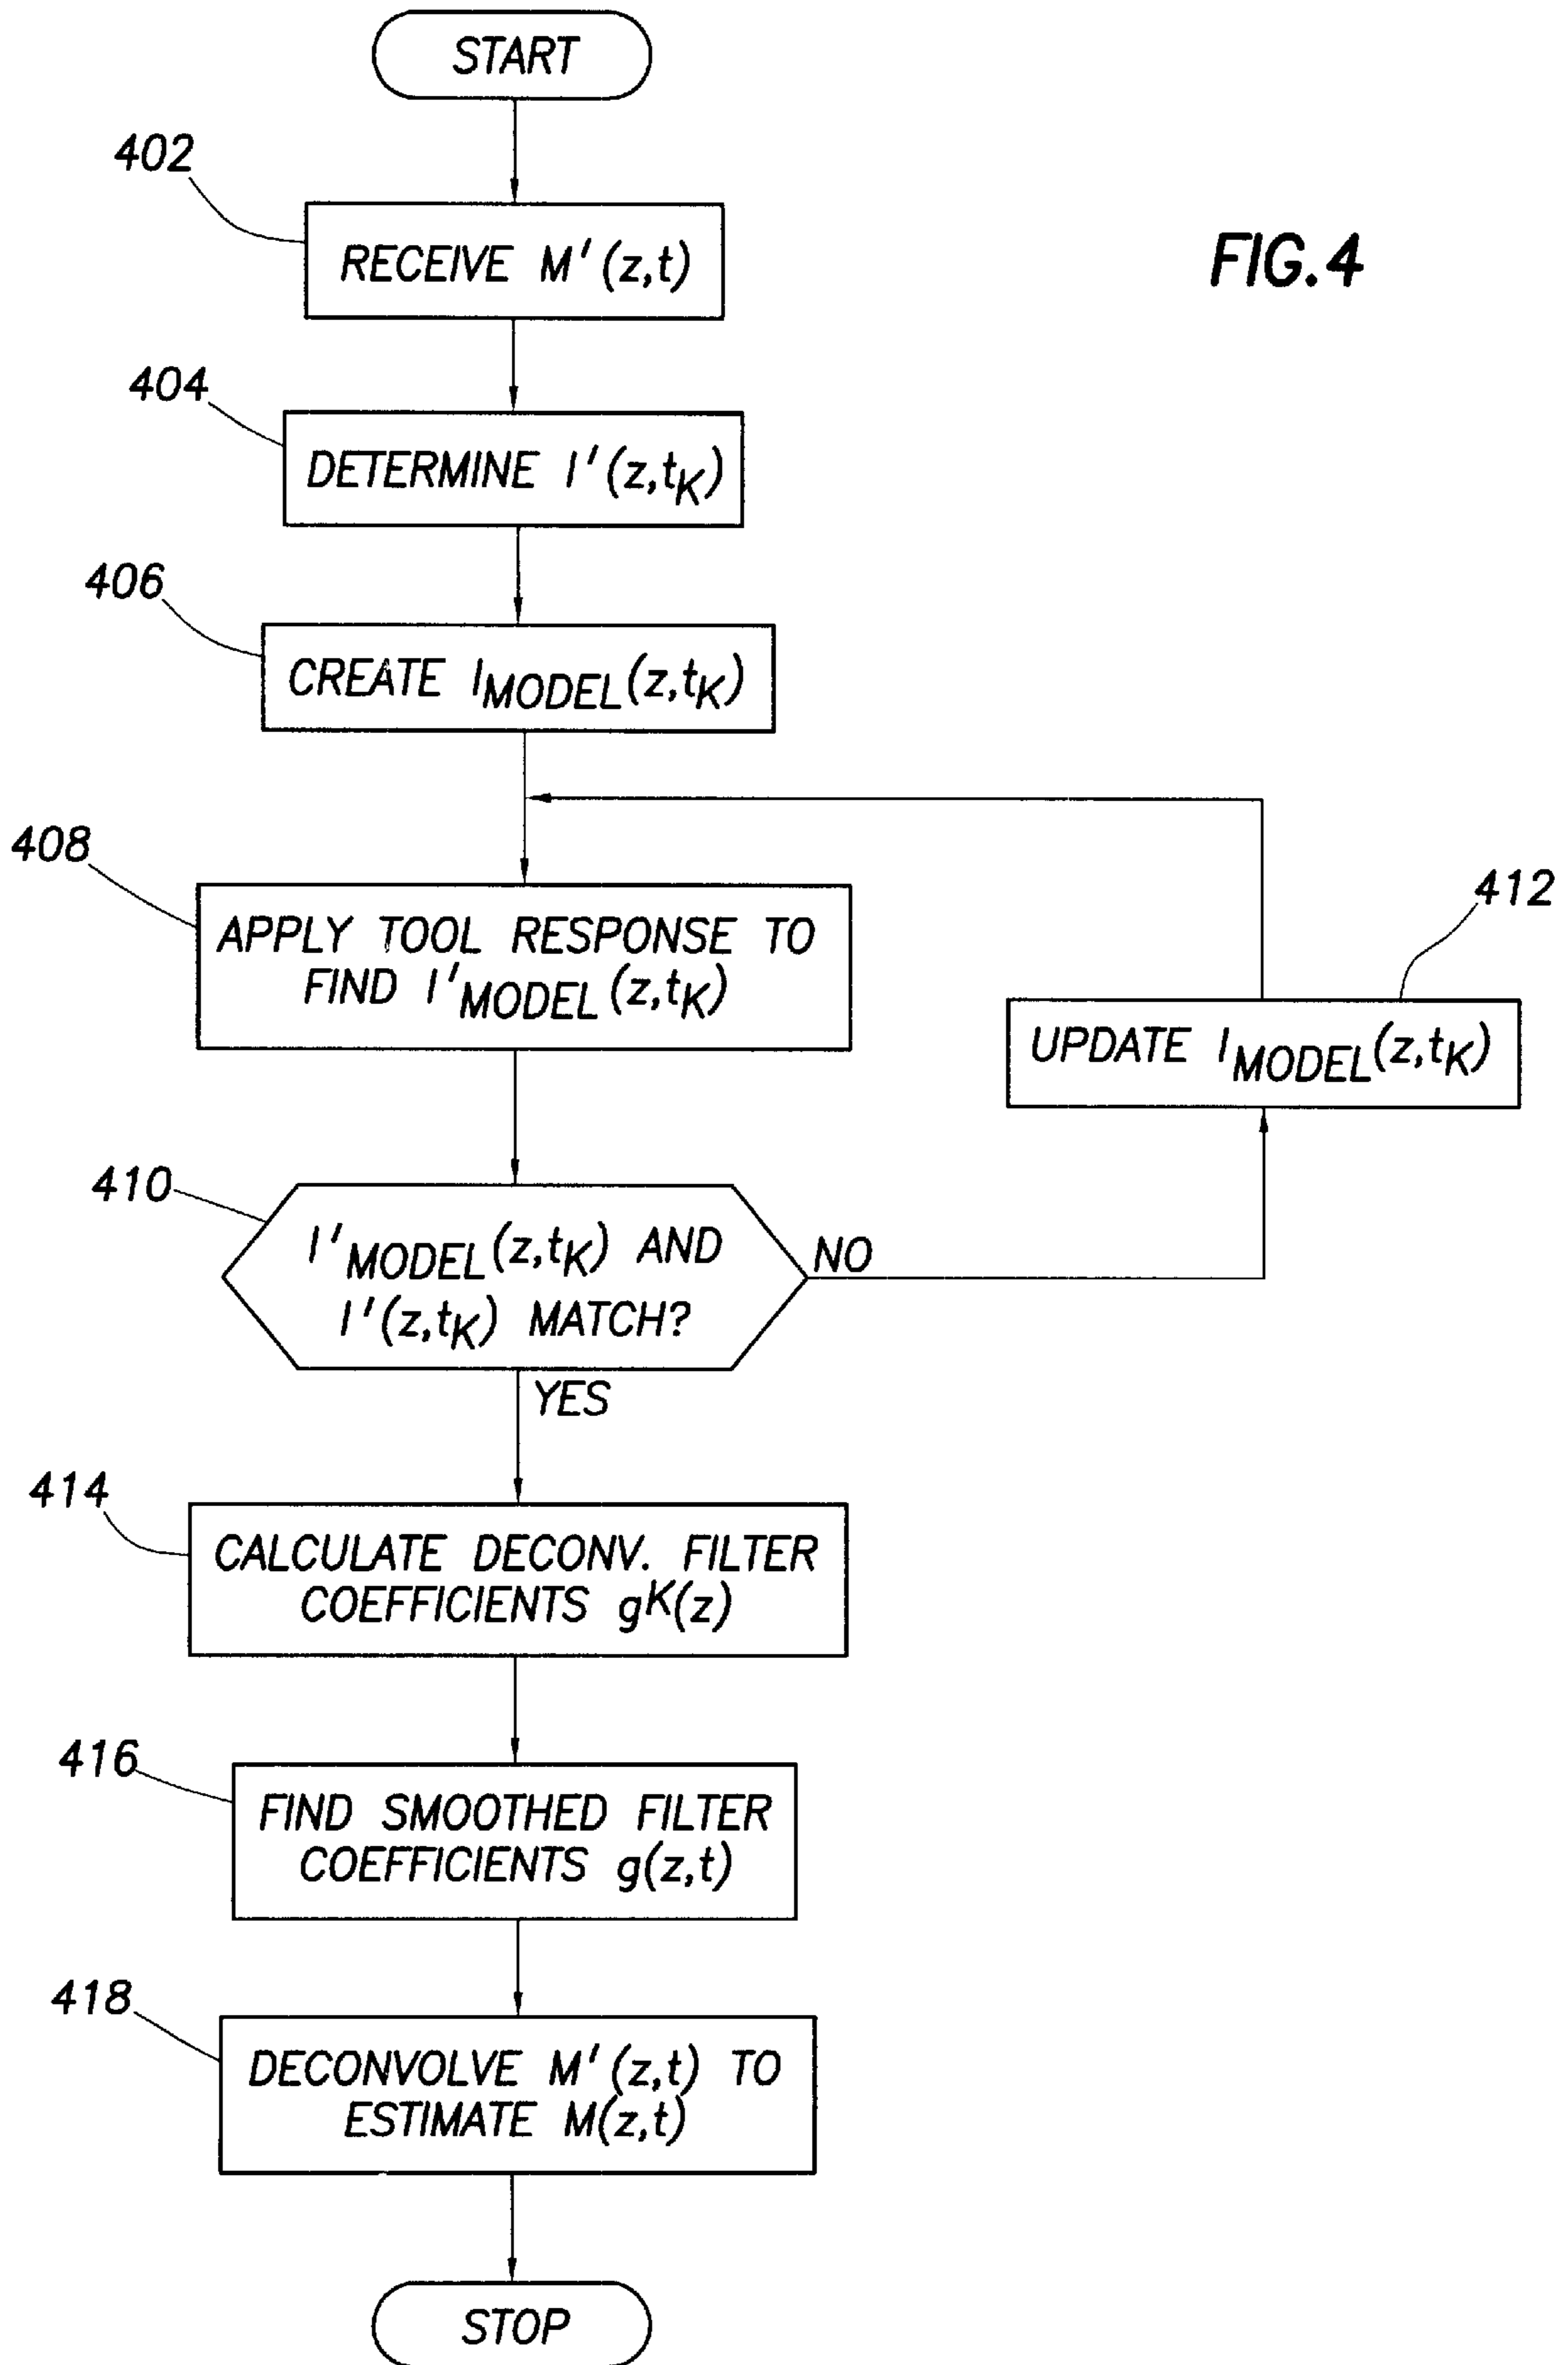 START
402
RECEIVE M'(z,t)
FIG.4
404
DETERMINE I'(z,tK)
406
CREATE IMODEL(z,tK)
408
APPLY TOOL RESPONSE TO
FIND I'MODEL(z,tK)
412
UPDATE IMODEL(z,tK)
410
I'MODEL(z,tK) AND
I'(z,tK) MATCH?
NO
YES
414
CALCULATE DECONV. FILTER
COEFFICIENTS gK(z)
416
FIND SMOOTHED FILTER
COEFFICIENTS g(z,t)
418
DECONVOLVE M'(z,t) TO
ESTIMATE M(z,t)
STOP